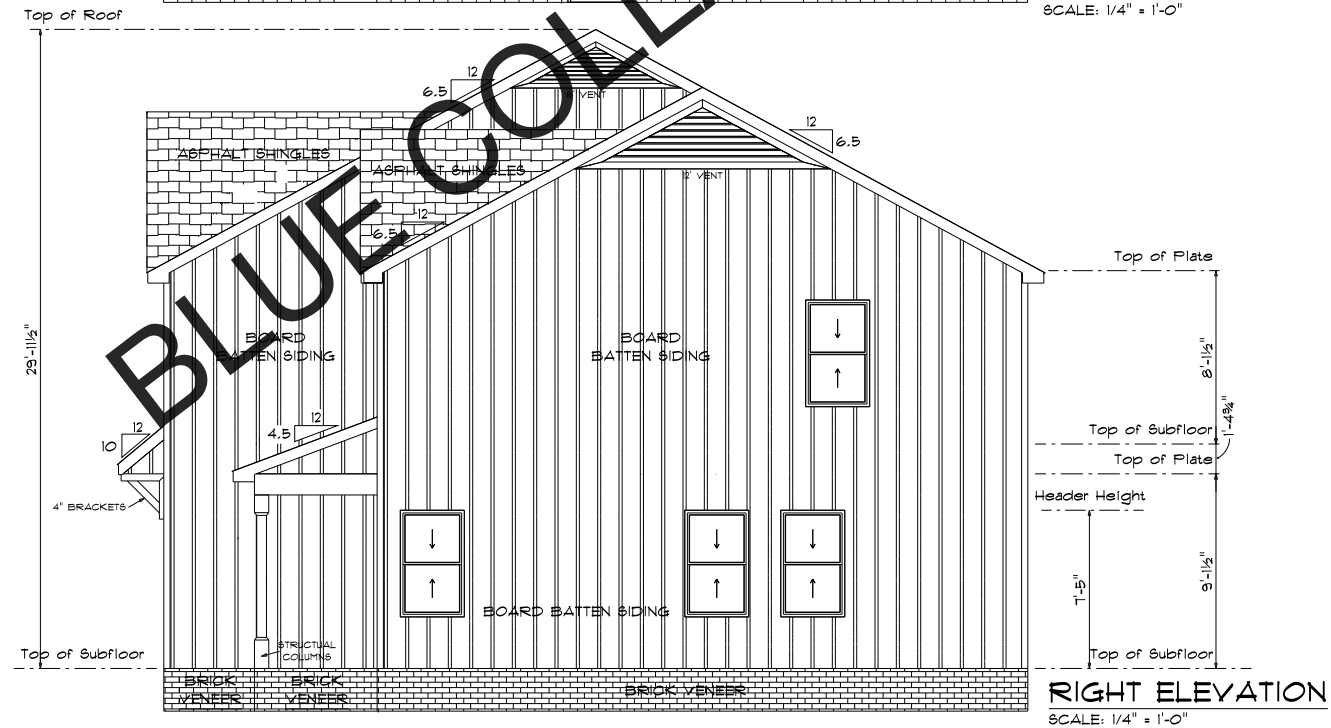 SCALE: 1/4" = 1'-0"
Top of Roof
12
6.5
8' VENT
12
6.5
ASPHALT SHINGLES
ASPHALT SHINGLES
12' VENT
12
6.5
Top of Plate
29'-11½"
BOARD
BATTEN SIDING
BOARD
BATTEN SIDING
8'-1½"
1'-4¾"
12
10
12
4.5
Top of Subfloor
Top of Plate
Header Height
4" BRACKETS
7'-5"
9'-1½"
BOARD BATTEN SIDING
STRUCTUAL
COLUMNS
Top of Subfloor
Top of Subfloor
BRICK
VENEER
BRICK
VENEER
BRICK VENEER
RIGHT ELEVATION
SCALE: 1/4" = 1'-0"
BLUE COLL